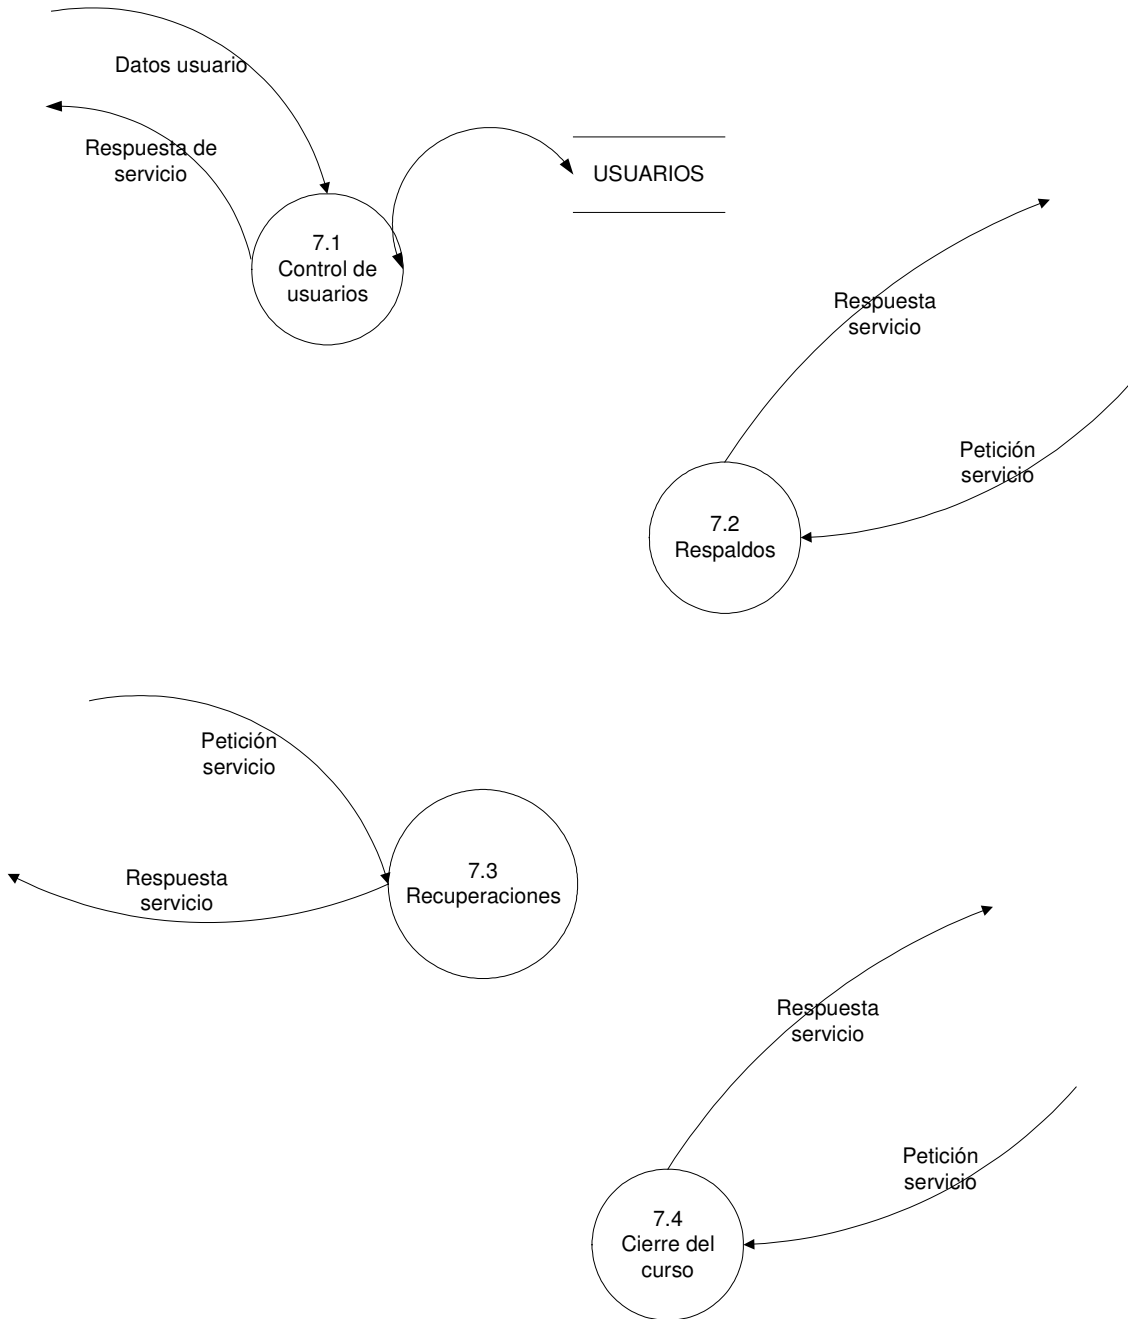 Datos usuario
Respuesta de
servicio
USUARIOS
7.1
Control de
usuarios
Respuesta
servicio
Petición
servicio
7.2
Respaldos
Petición
servicio
Respuesta
servicio
7.3
Recuperaciones
Respuesta
servicio
Petición
servicio
7.4
Cierre del
curso